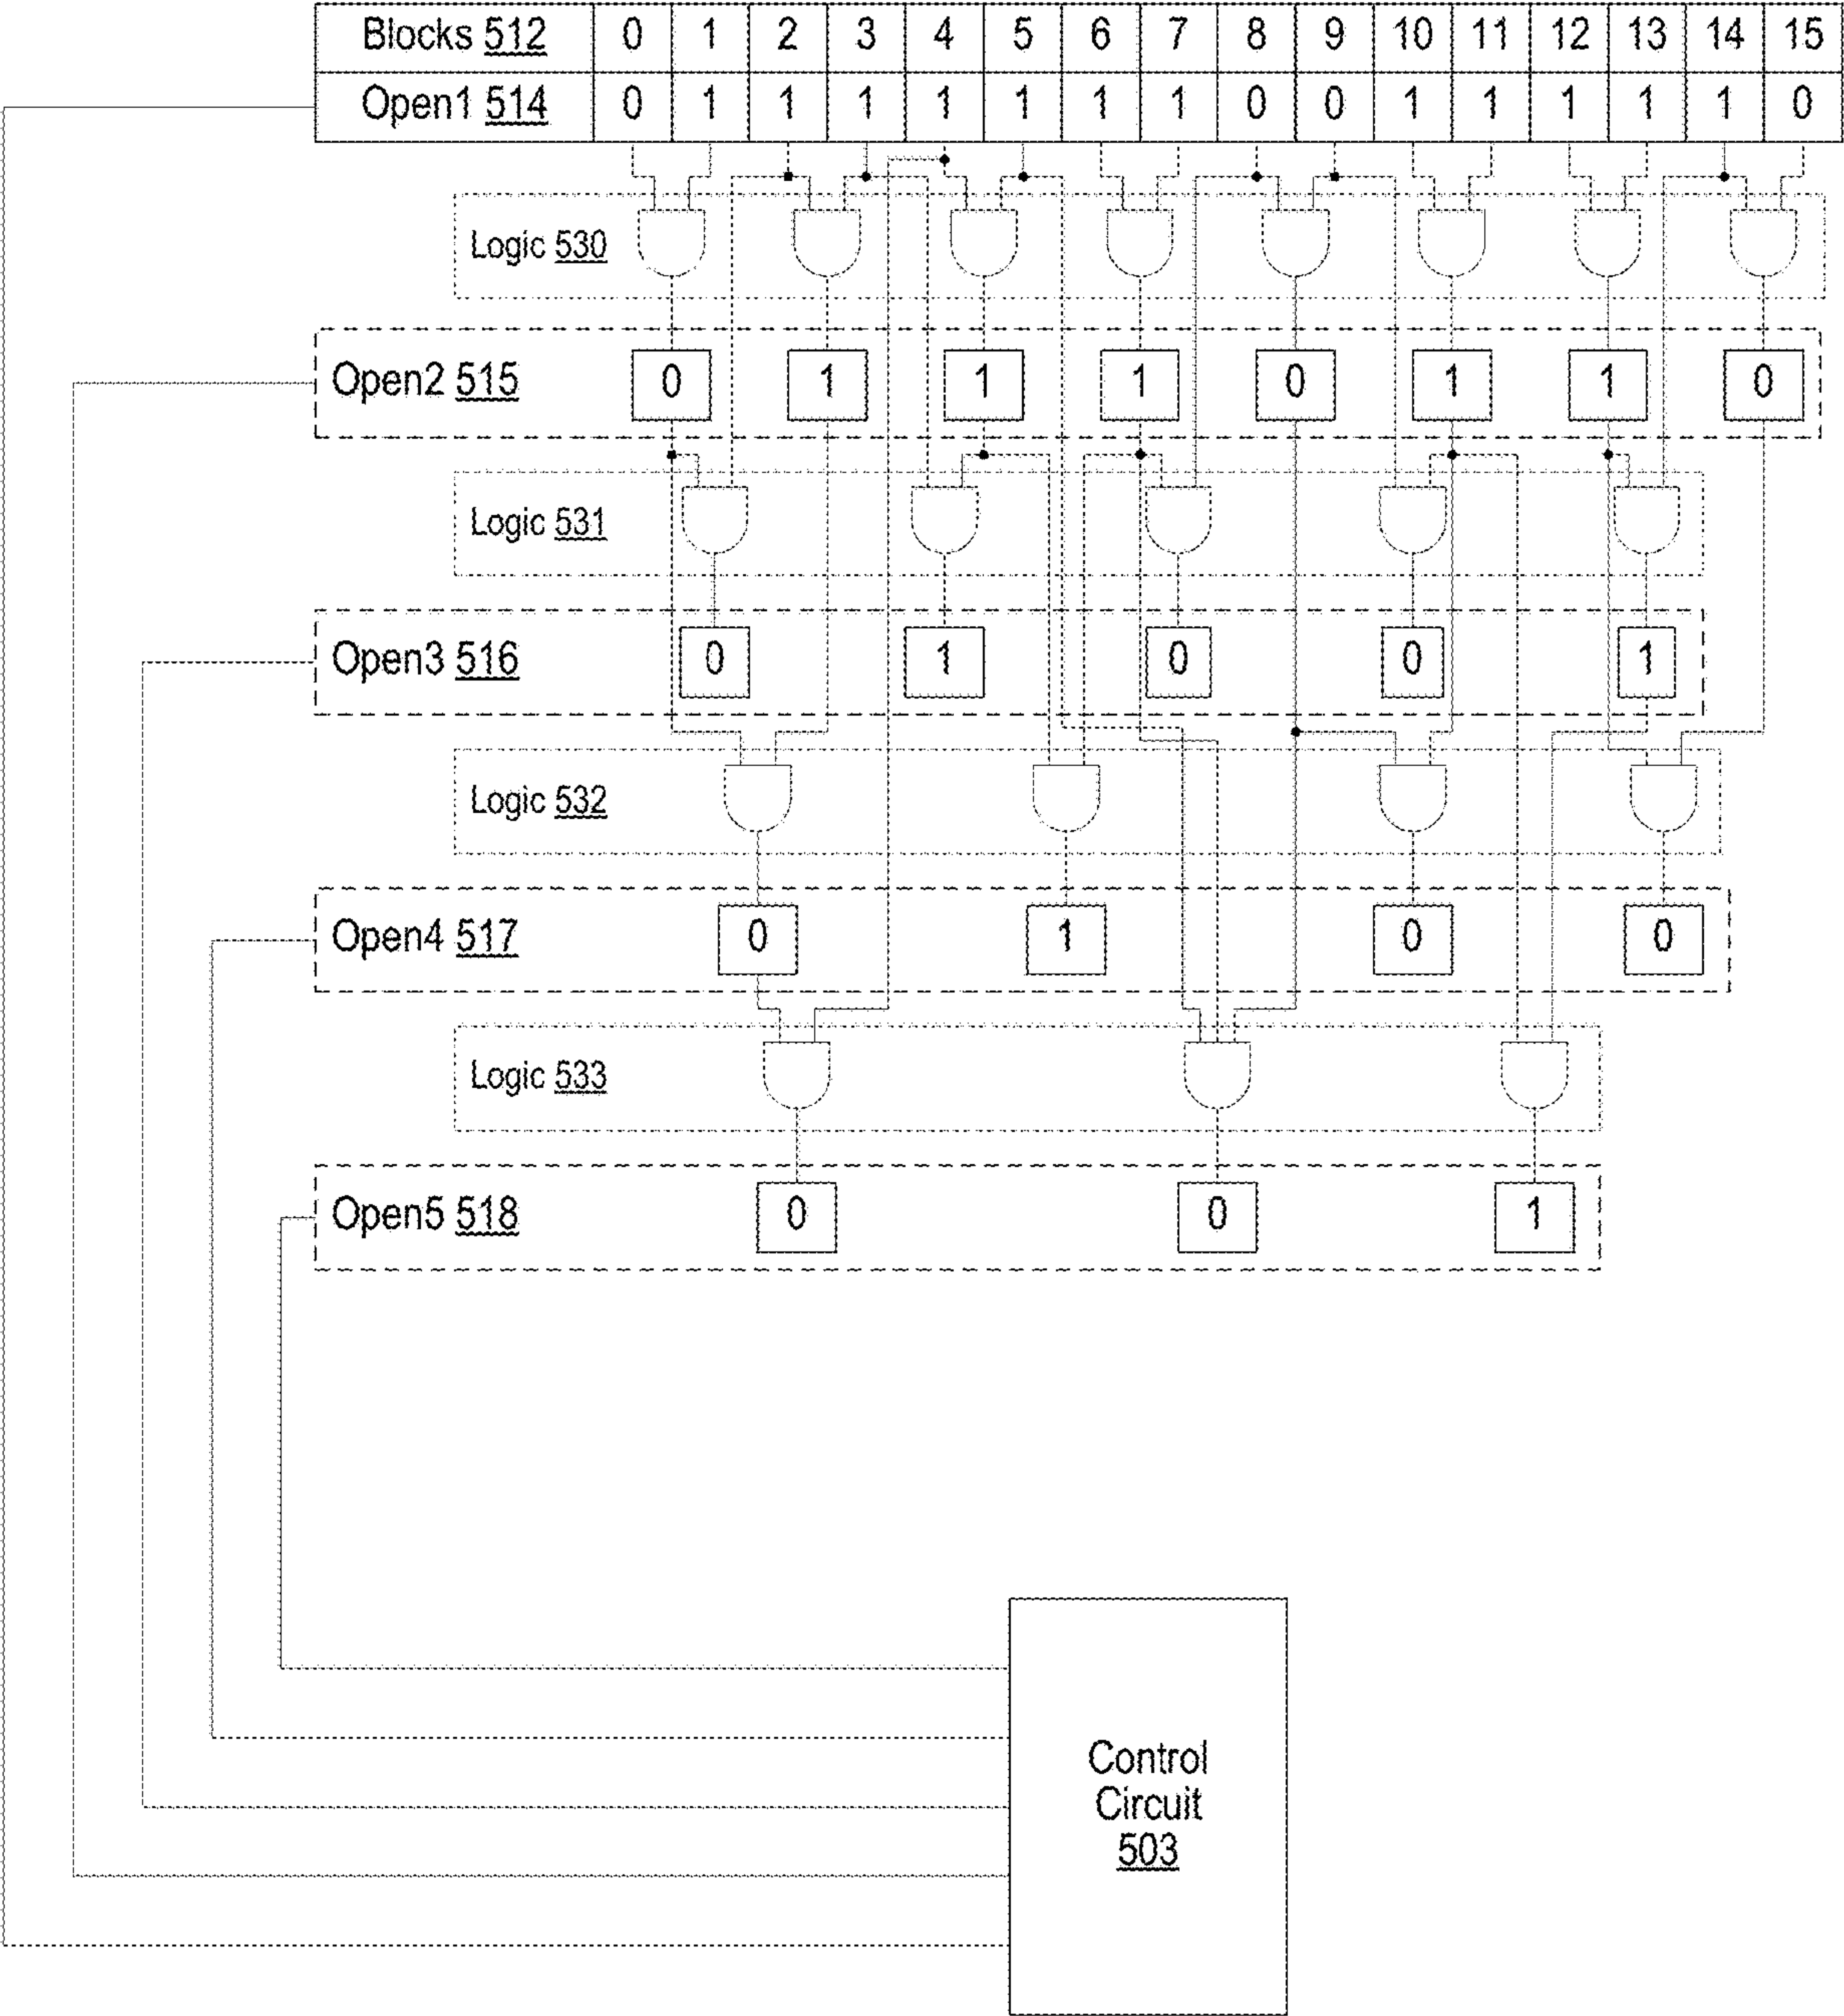 Blocks 512 0 1 2 3 4 5 6 7 8 9 10 11 12 13 14 15
Open1 514 0 1 1 1 1 1 1 1 0 0 1 1 1 1 1 0
Logic 530
Open2 515 0 1 1 1 0 1 1 0
Logic 531
Open3 516 0 1 0 0 1
Logic 532
Open4 517 0 1 0 0
Logic 533
Open5 518 0 0 1
Control
Circuit
503